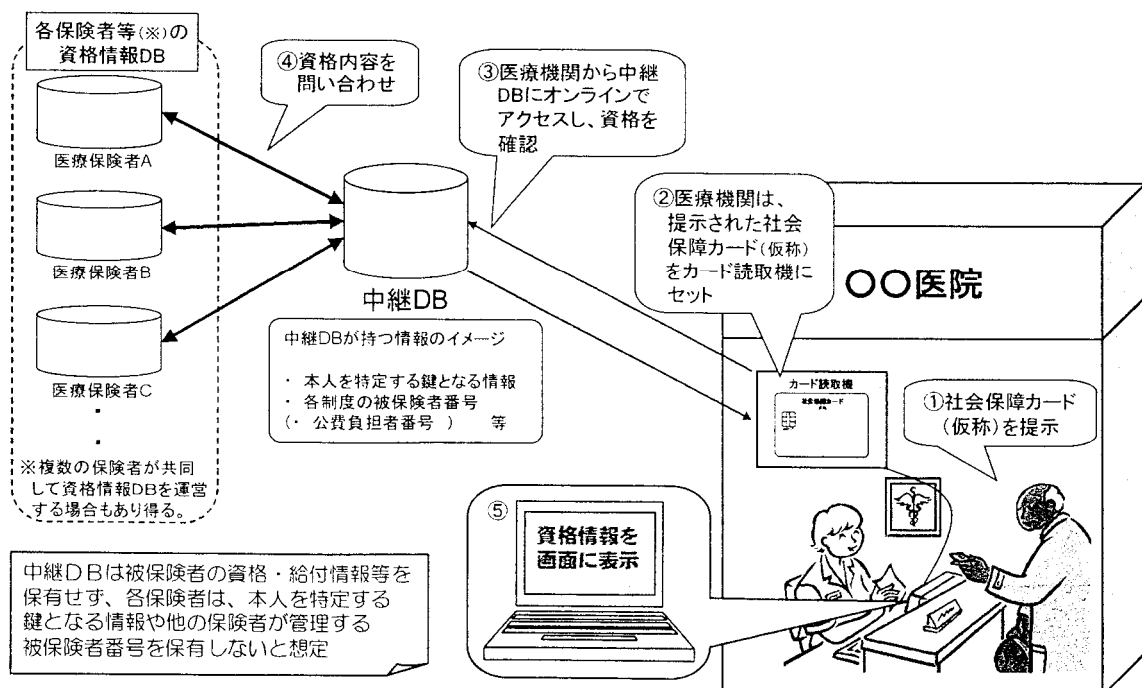 各保険者等(※)の
資格情報DB
医療保険者A
医療保険者B
医療保険者C
・
・
※複数の保険者が共同
して資格情報DBを運営
する場合もあり得る。
④資格内容を
問い合わせ
③医療機関から中継
DBにオンラインで
アクセスし、資格を
確認
中継DB
中継DBが持つ情報のイメージ
・ 本人を特定する鍵となる情報
・ 各制度の被保険者番号
(・ 公費負担者番号 ) 等
②医療機関は、
提示された社会
保障カード(仮称)
をカード読取機に
セット
〇〇医院
カード読取機
社会保障カード
①社会保障カード
(仮称)を提示
⑤
資格情報を
画面に表示
中継DBは被保険者の資格・給付情報等を
保有せず、各保険者は、本人を特定する
鍵となる情報や他の保険者が管理する
被保険者番号を保有しないと想定